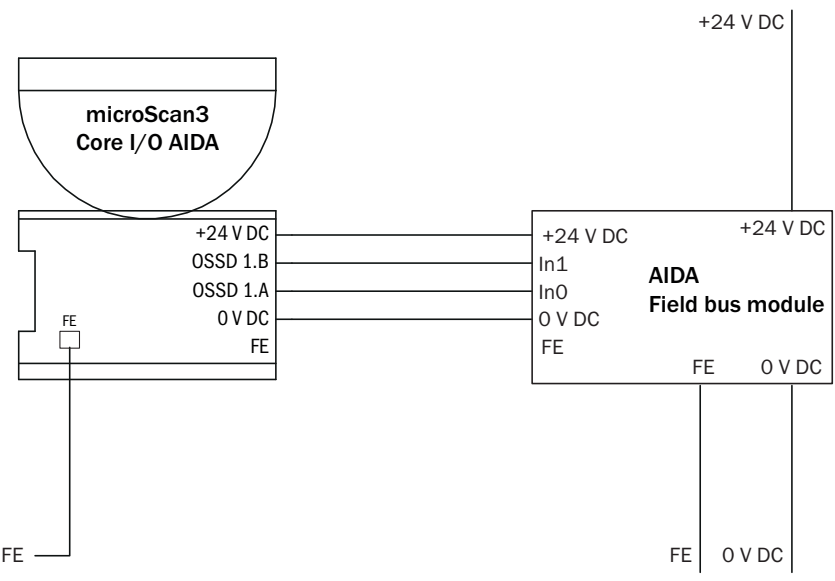 +24 V DC
microScan3
Core I/O AIDA
+24 V DC
OSSD 1.B
OSSD 1.A
0 V DC
FE
FE
+24 V DC
In1
In0
0 V DC
FE
+24 V DC
AIDA
Field bus module
FE
0 V DC
FE
FE
0 V DC